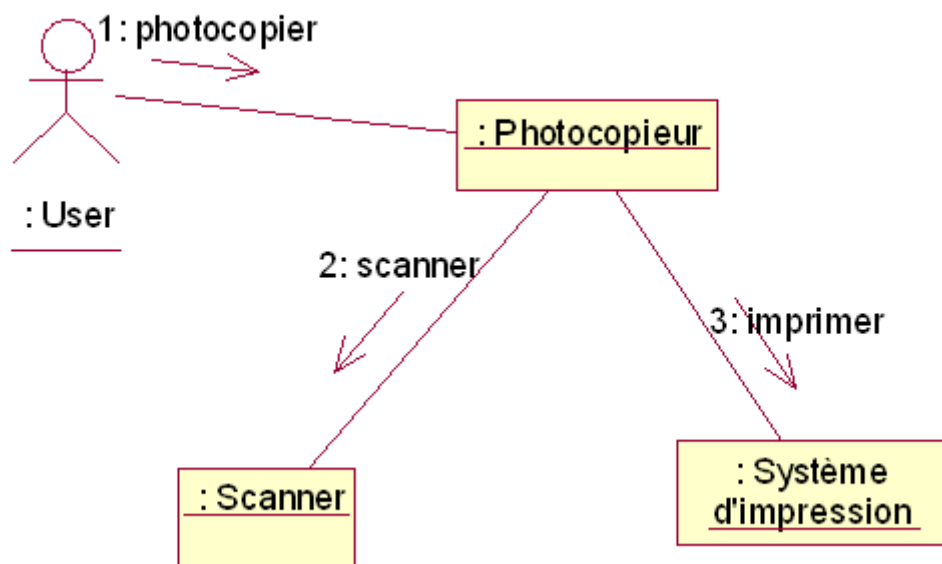 1: photocopier
: Photocopieur
: User
2: scanner
3: imprimer
: Scanner
: Système
d'impression